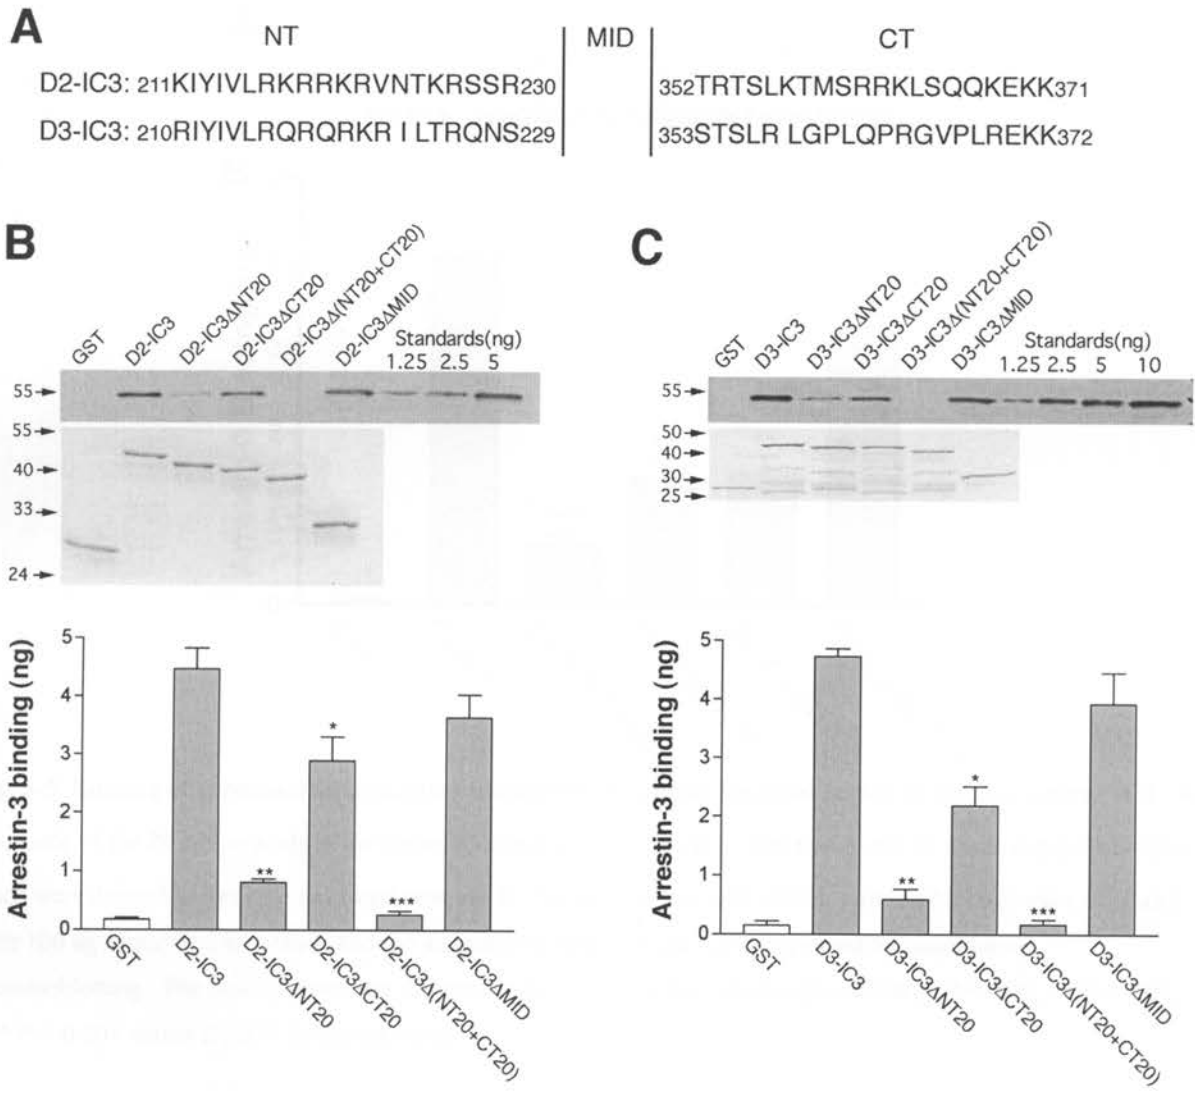 A
NT MID CT
D2-IC3: 211KIYIVLRKRRKRVNTKRSSR230 352TRTSLKTMSRRKLSQQKEKK371
D3-IC3: 210RIYIVLRQRQRKR I LTRQNS229 353STSLR LGPLQPRGVPLREKK372
B
GST
D2-IC3
D2-IC3ΔNT20
D2-IC3ΔCT20
D2-IC3Δ(NT20+CT20)
D2-IC3ΔMID
Standards(ng)
1.25 2.5 5
55
55
40
33
24
Arrestin-3 binding (ng)
5
4
3
2
1
0
*
**
***
GST
D2-IC3
D2-IC3ΔNT20
D2-IC3ΔCT20
D2-IC3Δ(NT20+CT20)
D2-IC3ΔMID
C
GST
D3-IC3
D3-IC3ΔNT20
D3-IC3ΔCT20
D3-IC3Δ(NT20+CT20)
D3-IC3ΔMID
Standards(ng)
1.25 2.5 5 10
55
50
40
30
25
Arrestin-3 binding (ng)
5
4
3
2
1
0
*
**
***
GST
D3-IC3
D3-IC3ΔNT20
D3-IC3ΔCT20
D3-IC3Δ(NT20+CT20)
D3-IC3ΔMID